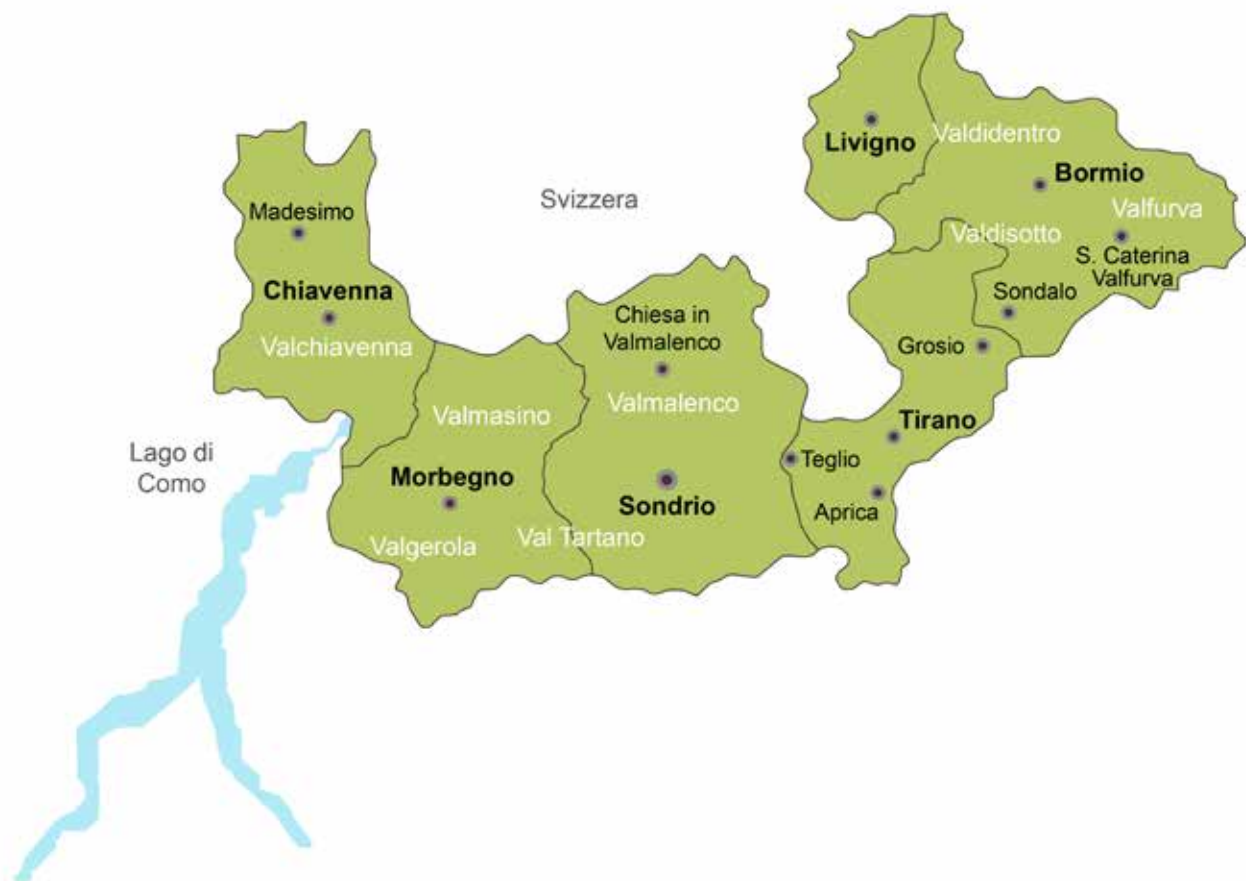 Livigno
Valdidentro
Bormio
Svizzera
Madesimo
Valfurva
Valdisotto
S. Caterina
Valfurva
Chiavenna
Sondalo
Valchiavenna
Chiesa in
Valmalenco
Grosio
Valmalenco
Valmasino
Tirano
Lago di
Como
Teglio
Morbegno
Sondrio
Aprica
Valgerola
Val Tartano